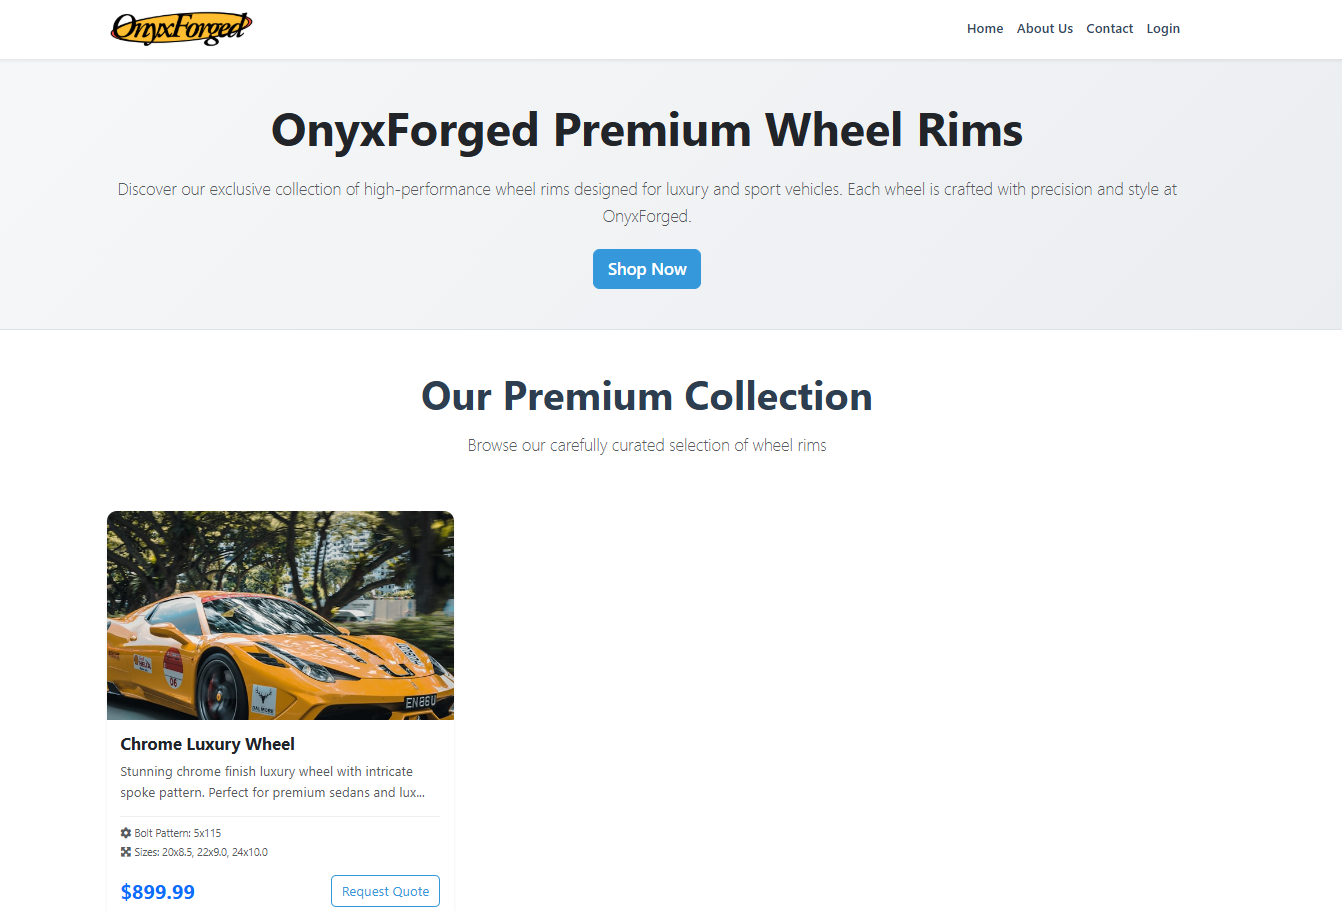 OnyxForged
Home About Us Contact Login
OnyxForged Premium Wheel Rims
Discover our exclusive collection of high-performance wheel rims designed for luxury and sport vehicles. Each wheel is crafted with precision and style at
OnyxForged.
Shop Now
Our Premium Collection
Browse our carefully curated selection of wheel rims
06
EN86U
Chrome Luxury Wheel
Stunning chrome finish luxury wheel with intricate
spoke pattern. Perfect for premium sedans and lux...
Bolt Pattern: 5x115
Sizes: 20x8.5, 22x9.0, 24x10.0
$899.99 Request Quote